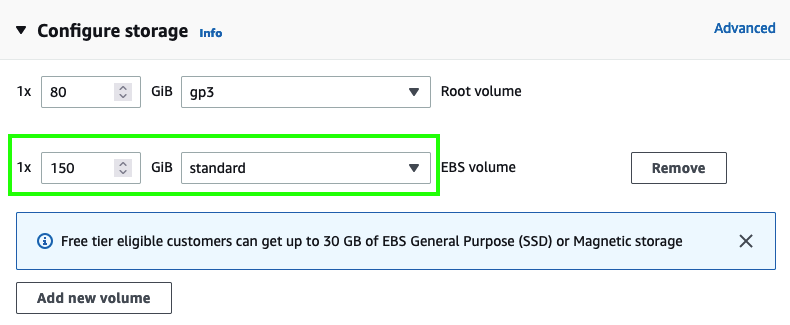 Configure storage Info Advanced
1x 80 GiB gp3 Root volume
1x 150 GiB standard EBS volume Remove
Free tier eligible customers can get up to 30 GB of EBS General Purpose (SSD) or Magnetic storage
Add new volume